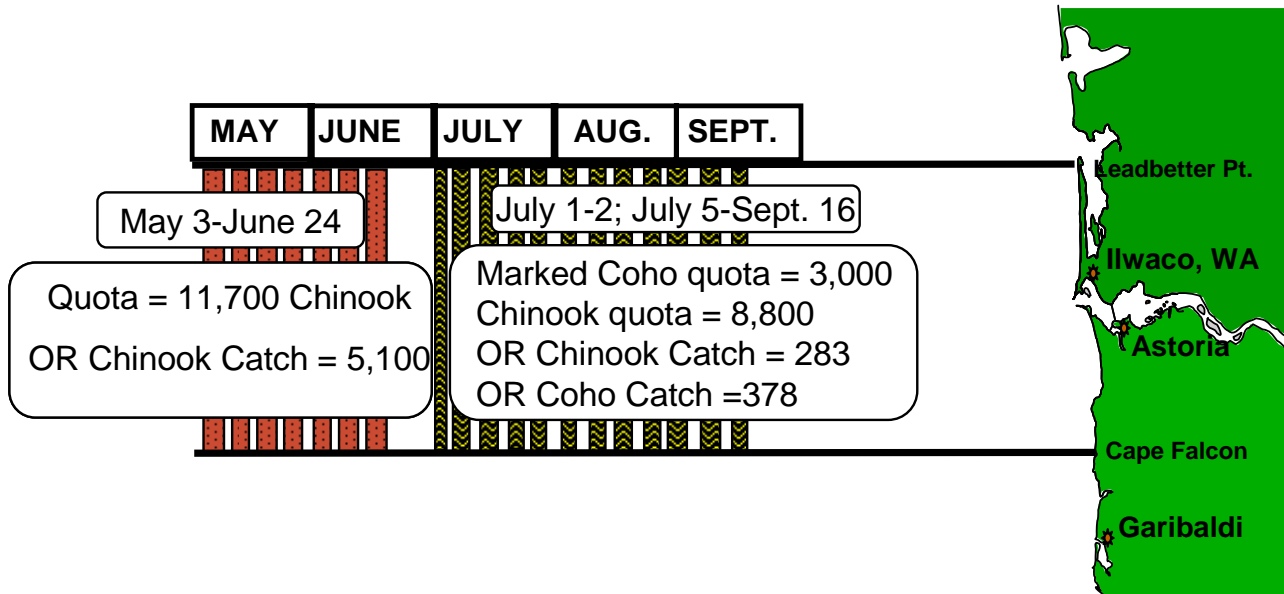 MAY JUNE JULY AUG. SEPT.
Leadbetter Pt.
May 3-June 24
July 1-2; July 5-Sept. 16
Quota = 11,700 Chinook
OR Chinook Catch = 5,100
Marked Coho quota = 3,000
Chinook quota = 8,800
OR Chinook Catch = 283
OR Coho Catch =378
Ilwaco, WA
Astoria
Cape Falcon
Garibaldi